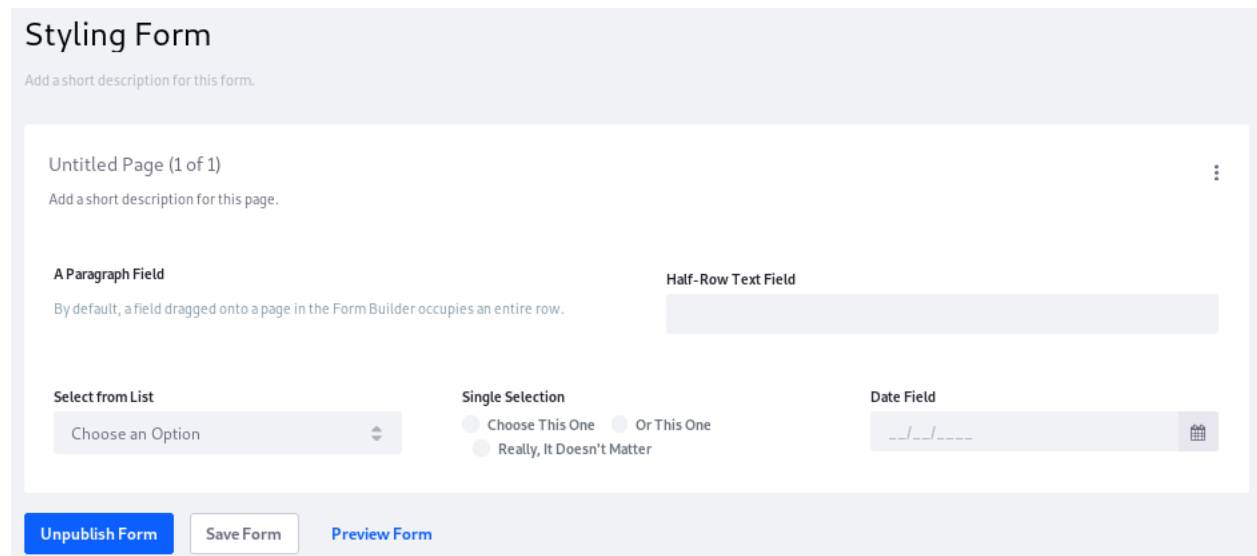 Styling Form
Add a short description for this form.
Untitled Page (1 of 1)
Add a short description for this page.
A Paragraph Field
By default, a field dragged onto a page in the Form Builder occupies an entire row.
Half-Row Text Field
Select from List
Choose an Option
Single Selection
Choose This One Or This One
Really, It Doesn't Matter
Date Field
__/__/____
Unpublish Form Save Form Preview Form